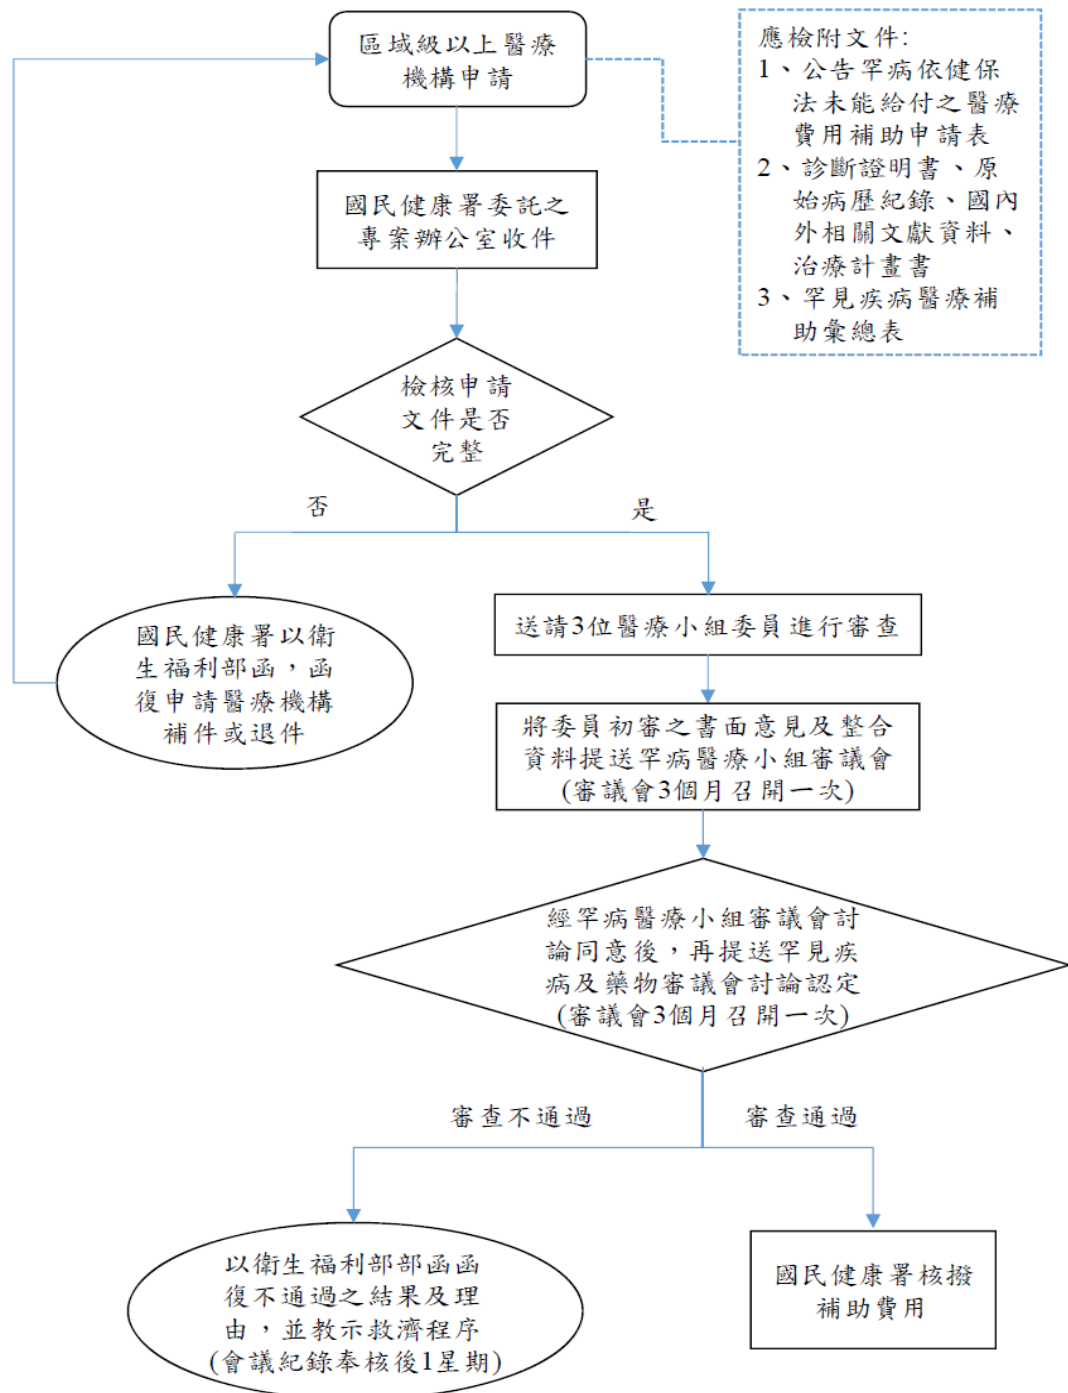 區域級以上醫療
機構申請
應檢附文件:
1、公告罕病依健保
法未能給付之醫療
費用補助申請表
2、診斷證明書、原
始病歷紀錄、國內
外相關文獻資料、
治療計畫書
3、罕見疾病醫療補
助彙總表
國民健康署委託之
專案辦公室收件
檢核申請
文件是否
完整
否
是
國民健康署以衛
生福利部函，函
復申請醫療機構
補件或退件
送請3位醫療小組委員進行審查
將委員初審之書面意見及整合
資料提送罕病醫療小組審議會
(審議會3個月召開一次)
經罕病醫療小組審議會討
論同意後，再提送罕見疾
病及藥物審議會討論認定
(審議會3個月召開一次)
審查不通過
審查通過
以衛生福利部部函函
復不通過之結果及理
由，並教示救濟程序
(會議紀錄奉核後1星期)
國民健康署核撥
補助費用